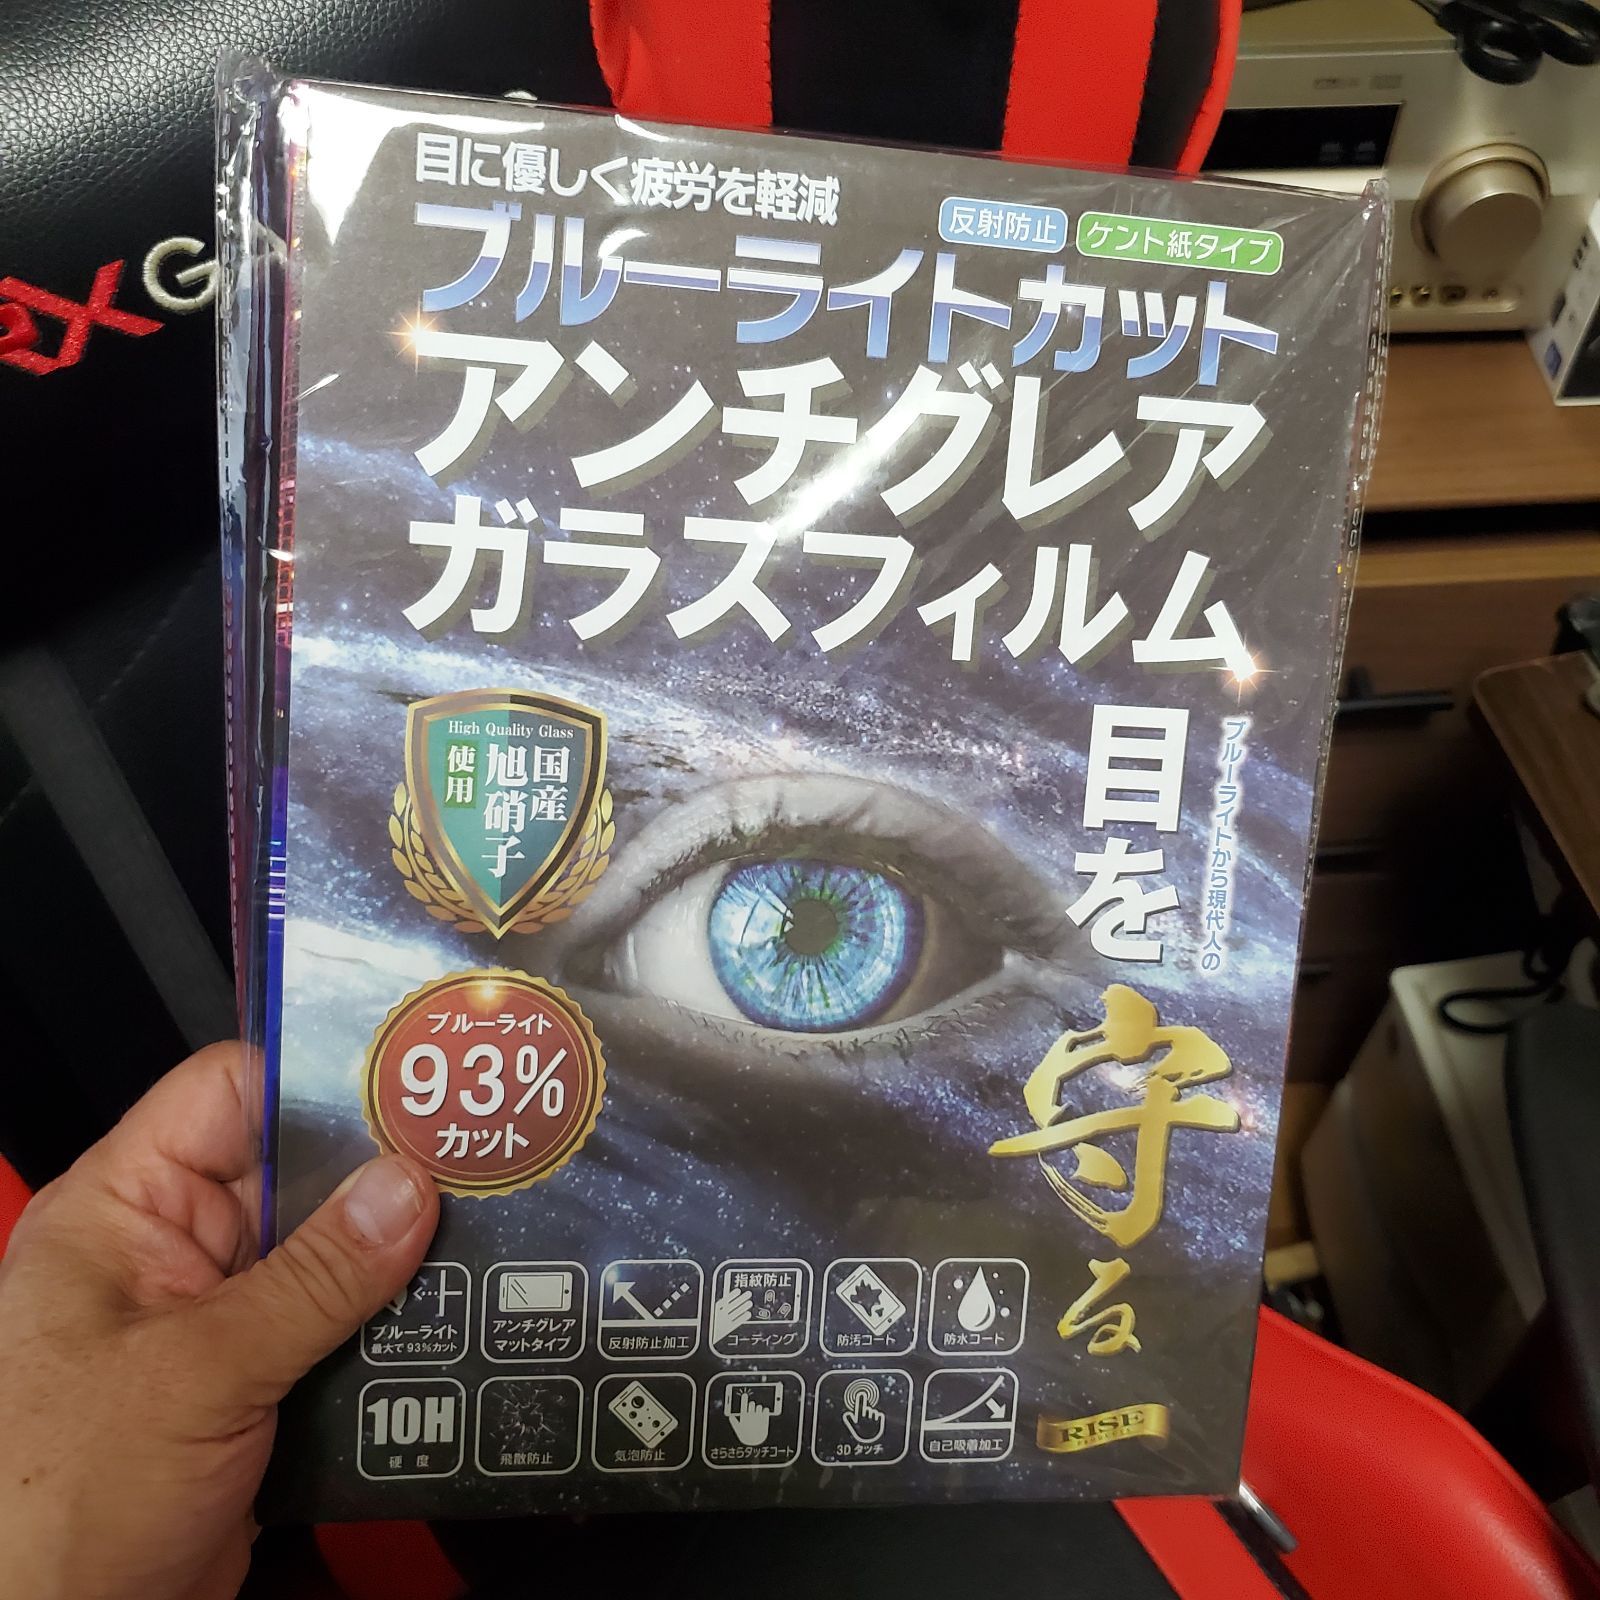 目に優しく疲労を軽減
反射防止
ケント紙タイプ
ブルーライトカット
アンチグレア
ガラスフィルム
High Quality Glass
国産
旭硝子
使用
ブルーライトから現代人の
目を
守る
ブルーライト
93%
カット
ブルーライト
最大で93%カット
アンチグレア
マットタイプ
反射防止加工
指紋防止
コーティング
防汚コート
防水コート
10H
硬度
飛散防止
気泡防止
さらさらタッチコート
3Dタッチ
自己吸着加工
RISE
PRODUCTS